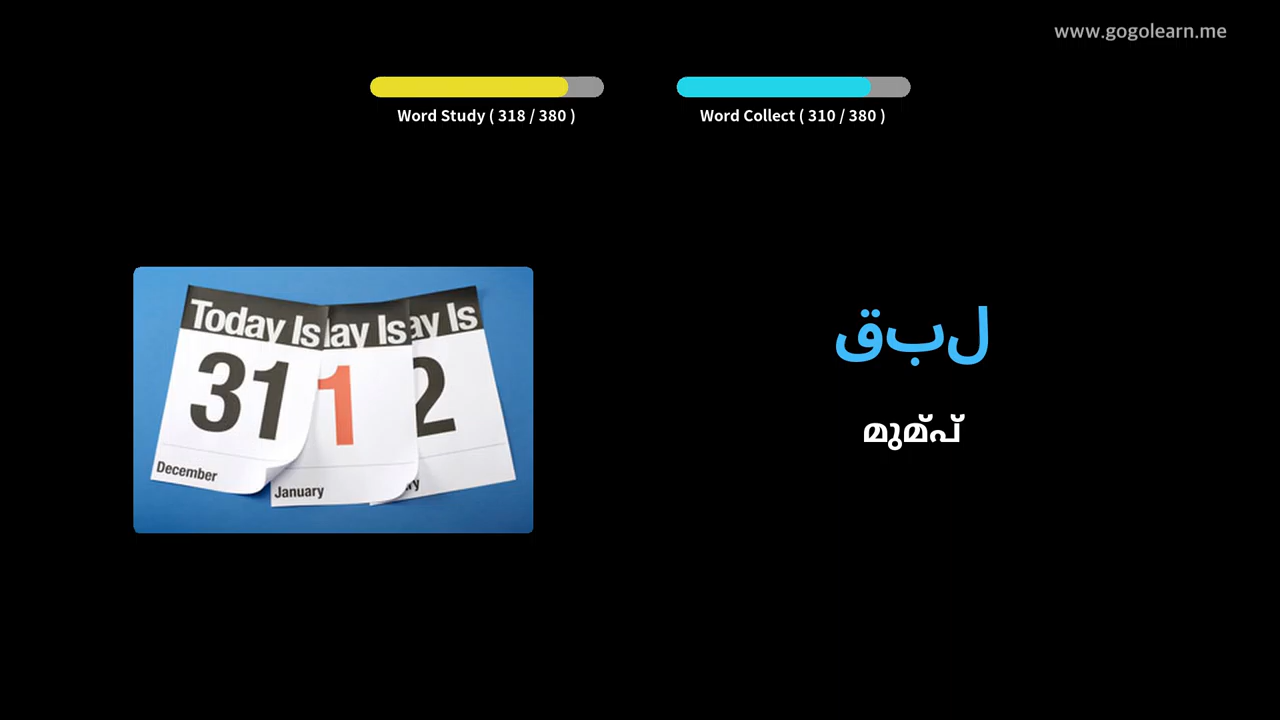 www.gogolearn.me
Word Study ( 318 / 380 )
Word Collect ( 310 / 380 )
Today Is
ay Is
ay Is
31
1
2
December
January
قبل
മുമ്പ്